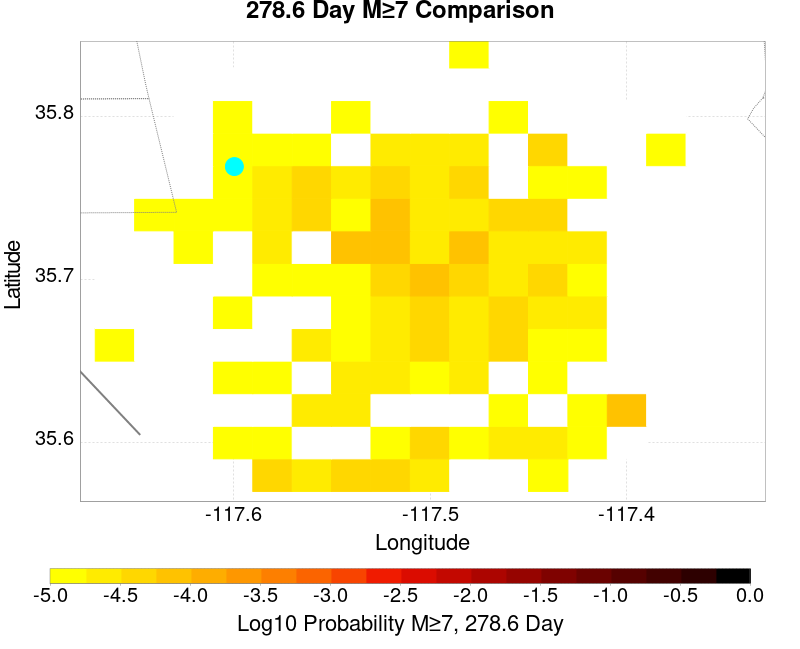 278.6 Day M≥7 Comparison
35.8
35.7
35.6
Latitude
-117.6 -117.5 -117.4
Longitude
-5.0 -4.5 -4.0 -3.5 -3.0 -2.5 -2.0 -1.5 -1.0 -0.5 0.0
Log10 Probability M≥7, 278.6 Day